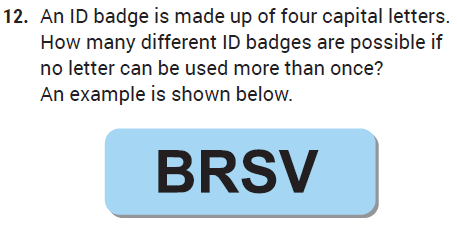 12. An ID badge is made up of four capital letters.
How many different ID badges are possible if
no letter can be used more than once?
An example is shown below.
BRSV